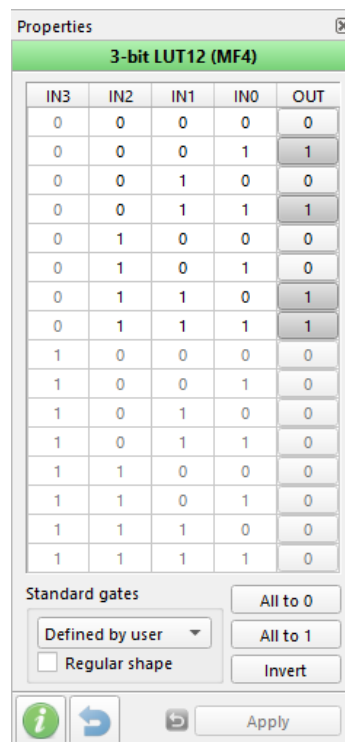 Properties
3-bit LUT12 (MF4)
IN3 IN2 IN1 IN0 OUT
0 0 0 0 0
0 0 0 1 1
0 0 1 0 0
0 0 1 1 1
0 1 0 0 0
0 1 0 1 0
0 1 1 0 1
0 1 1 1 1
1 0 0 0 0
1 0 0 1 0
1 0 1 0 0
1 0 1 1 0
1 1 0 0 0
1 1 0 1 0
1 1 1 0 0
1 1 1 1 0
Standard gates
All to 0
Defined by user
All to 1
Regular shape
Invert
Apply